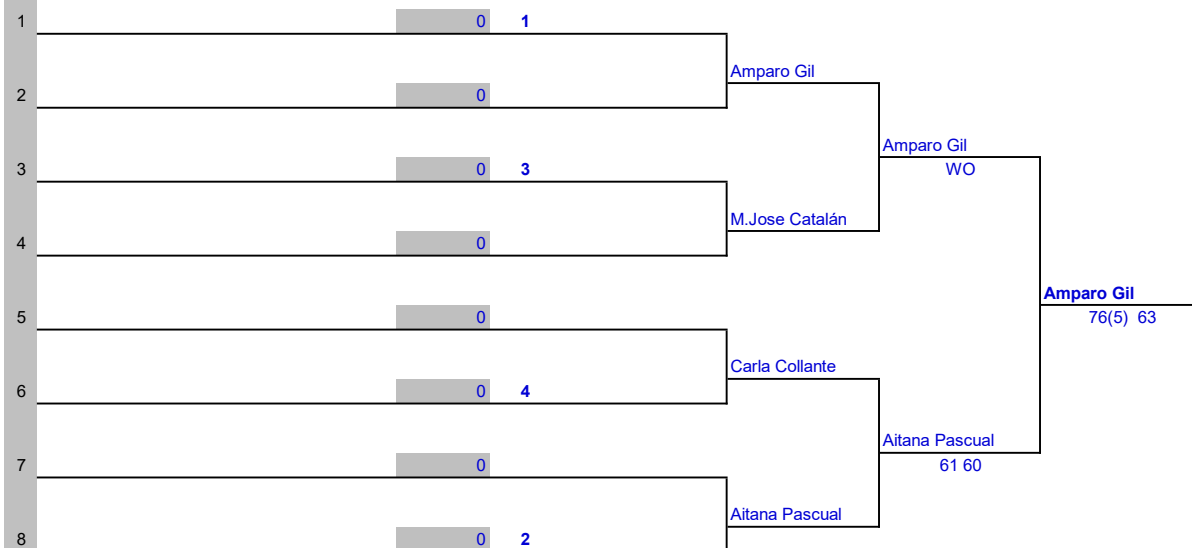 1 0 1
Amparo Gil
2 0
Amparo Gil
3 0 3
WO
M.Jose Catalán
4 0
Amparo Gil
5 0
76(5) 63
Carla Collante
6 0 4
Aitana Pascual
7 0
61 60
Aitana Pascual
8 0 2